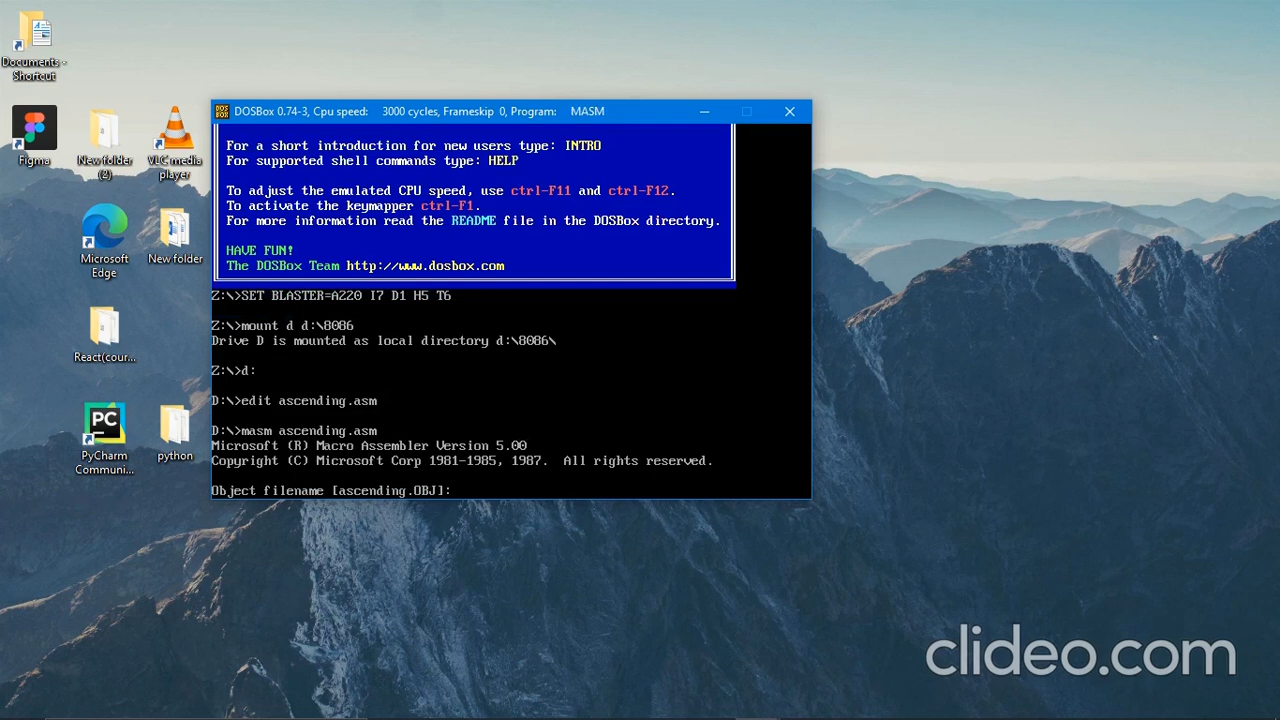 Documents -
Shortcut
Figma
New folder
(2)
VLC media
player
Microsoft
Edge
New folder
React(cour...
PC
PyCharm
Communi...
python
DOS
BOX
DOSBox 0.74-3, Cpu speed: 3000 cycles, Frameskip 0, Program: MASM
For a short introduction for new users type: INTRO
For supported shell commands type: HELP
To adjust the emulated CPU speed, use ctrl-F11 and ctrl-F12.
To activate the keymapper ctrl-F1.
For more information read the README file in the DOSBox directory.
HAVE FUN!
The DOSBox Team http://www.dosbox.com
Z:\>SET BLASTER=A220 I7 D1 H5 T6
Z:\>mount d d:\8086
Drive D is mounted as local directory d:\8086\
Z:\>d:
D:\>edit ascending.asm
D:\>masm ascending.asm
Microsoft (R) Macro Assembler Version 5.00
Copyright (C) Microsoft Corp 1981-1985, 1987. All rights reserved.
Object filename [ascending.OBJ]:
clideo.com